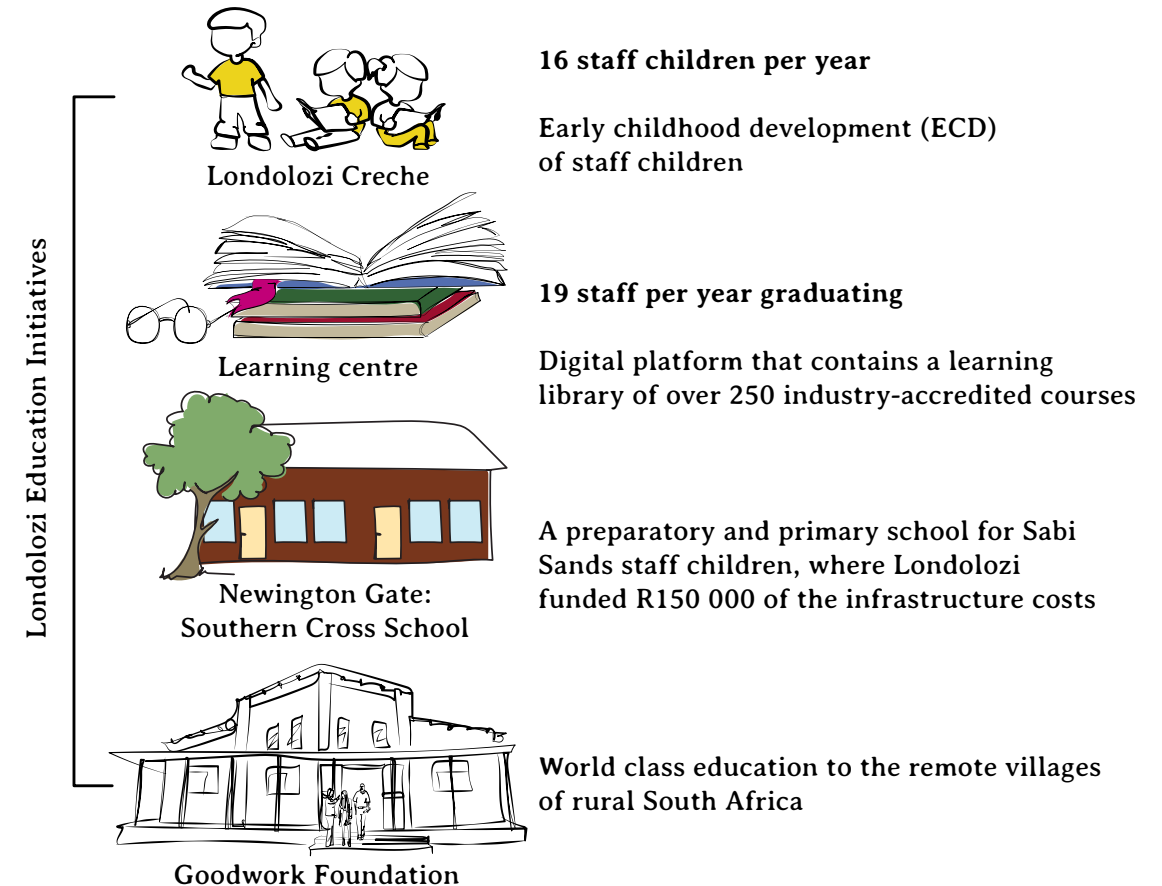 Londolozi Education Initiatives
16 staff children per year
Early childhood development (ECD)
of staff children
Londolozi Creche
19 staff per year graduating
Digital platform that contains a learning
library of over 250 industry-accredited courses
Learning centre
A preparatory and primary school for Sabi
Sands staff children, where Londolozi
funded R150 000 of the infrastructure costs
Newington Gate:
Southern Cross School
World class education to the remote villages
of rural South Africa
Goodwork Foundation